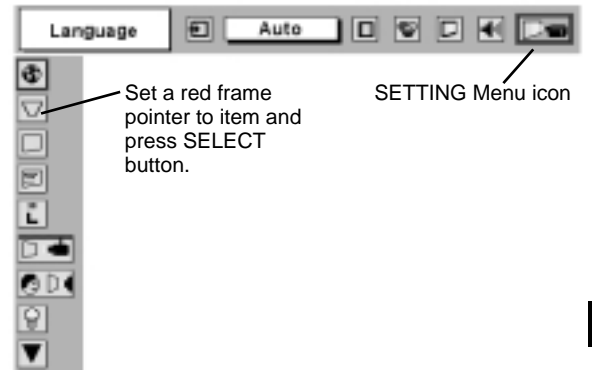 Language
Auto
Set a red frame
pointer to item and
press SELECT
button.
SETTING Menu icon